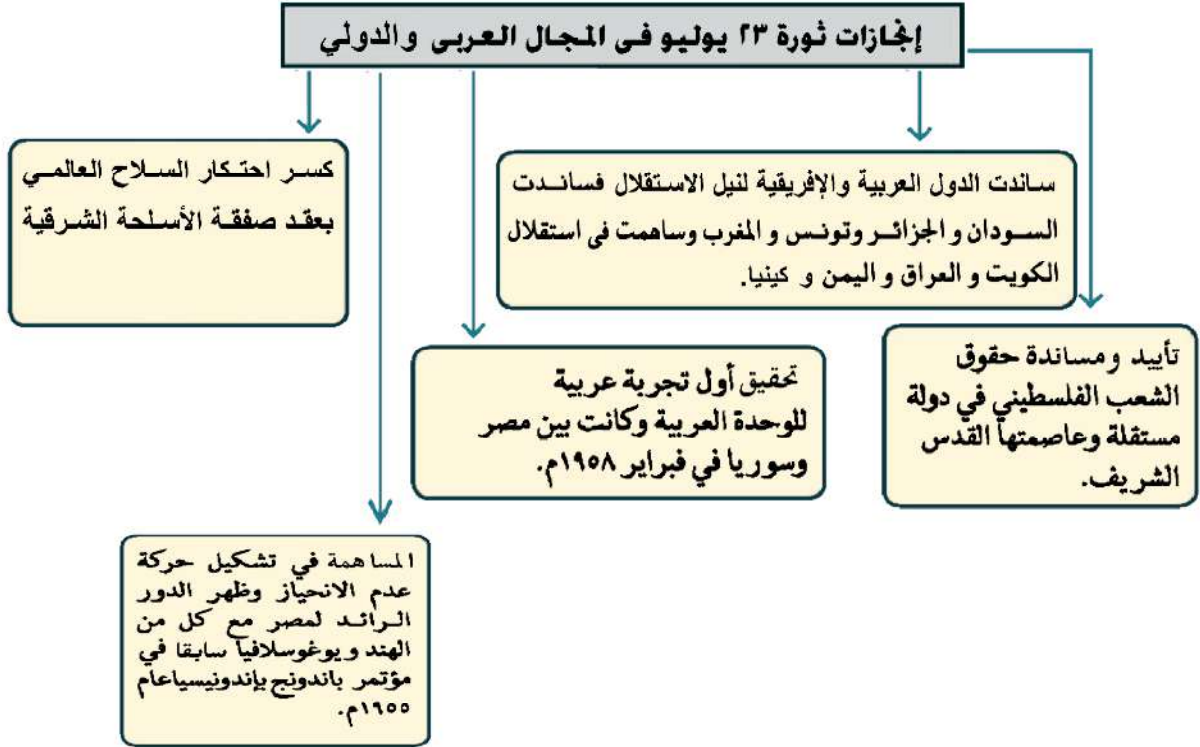 إنجازات ثورة ٢٣ يوليو فى المجال العربى والدولي
ساندت الدول العربية والإفريقية لنيل الاستقلال فساندت
السودان و الجزائر وتونس و المغرب وساهمت فى استقلال
الكويت و العراق و اليمن و كينيا.
كسر احتكار السلاح العالمي
بعقد صفقة الأسلحة الشرقية
تأييد ومساندة حقوق
الشعب الفلسطيني في دولة
مستقلة وعاصمتها القدس
الشريف.
تحقيق أول تجربة عربية
للوحدة العربية وكانت بين مصر
وسوريا في فبراير ١٩٥٨م.
المساهمة في تشكيل حركة
عدم الانحياز وظهر الدور
الرائد لمصر مع كل من
الهند ويوغوسلافيا سابقا في
مؤتمر باندونج بإندونيسياعام
١٩٥٥م.